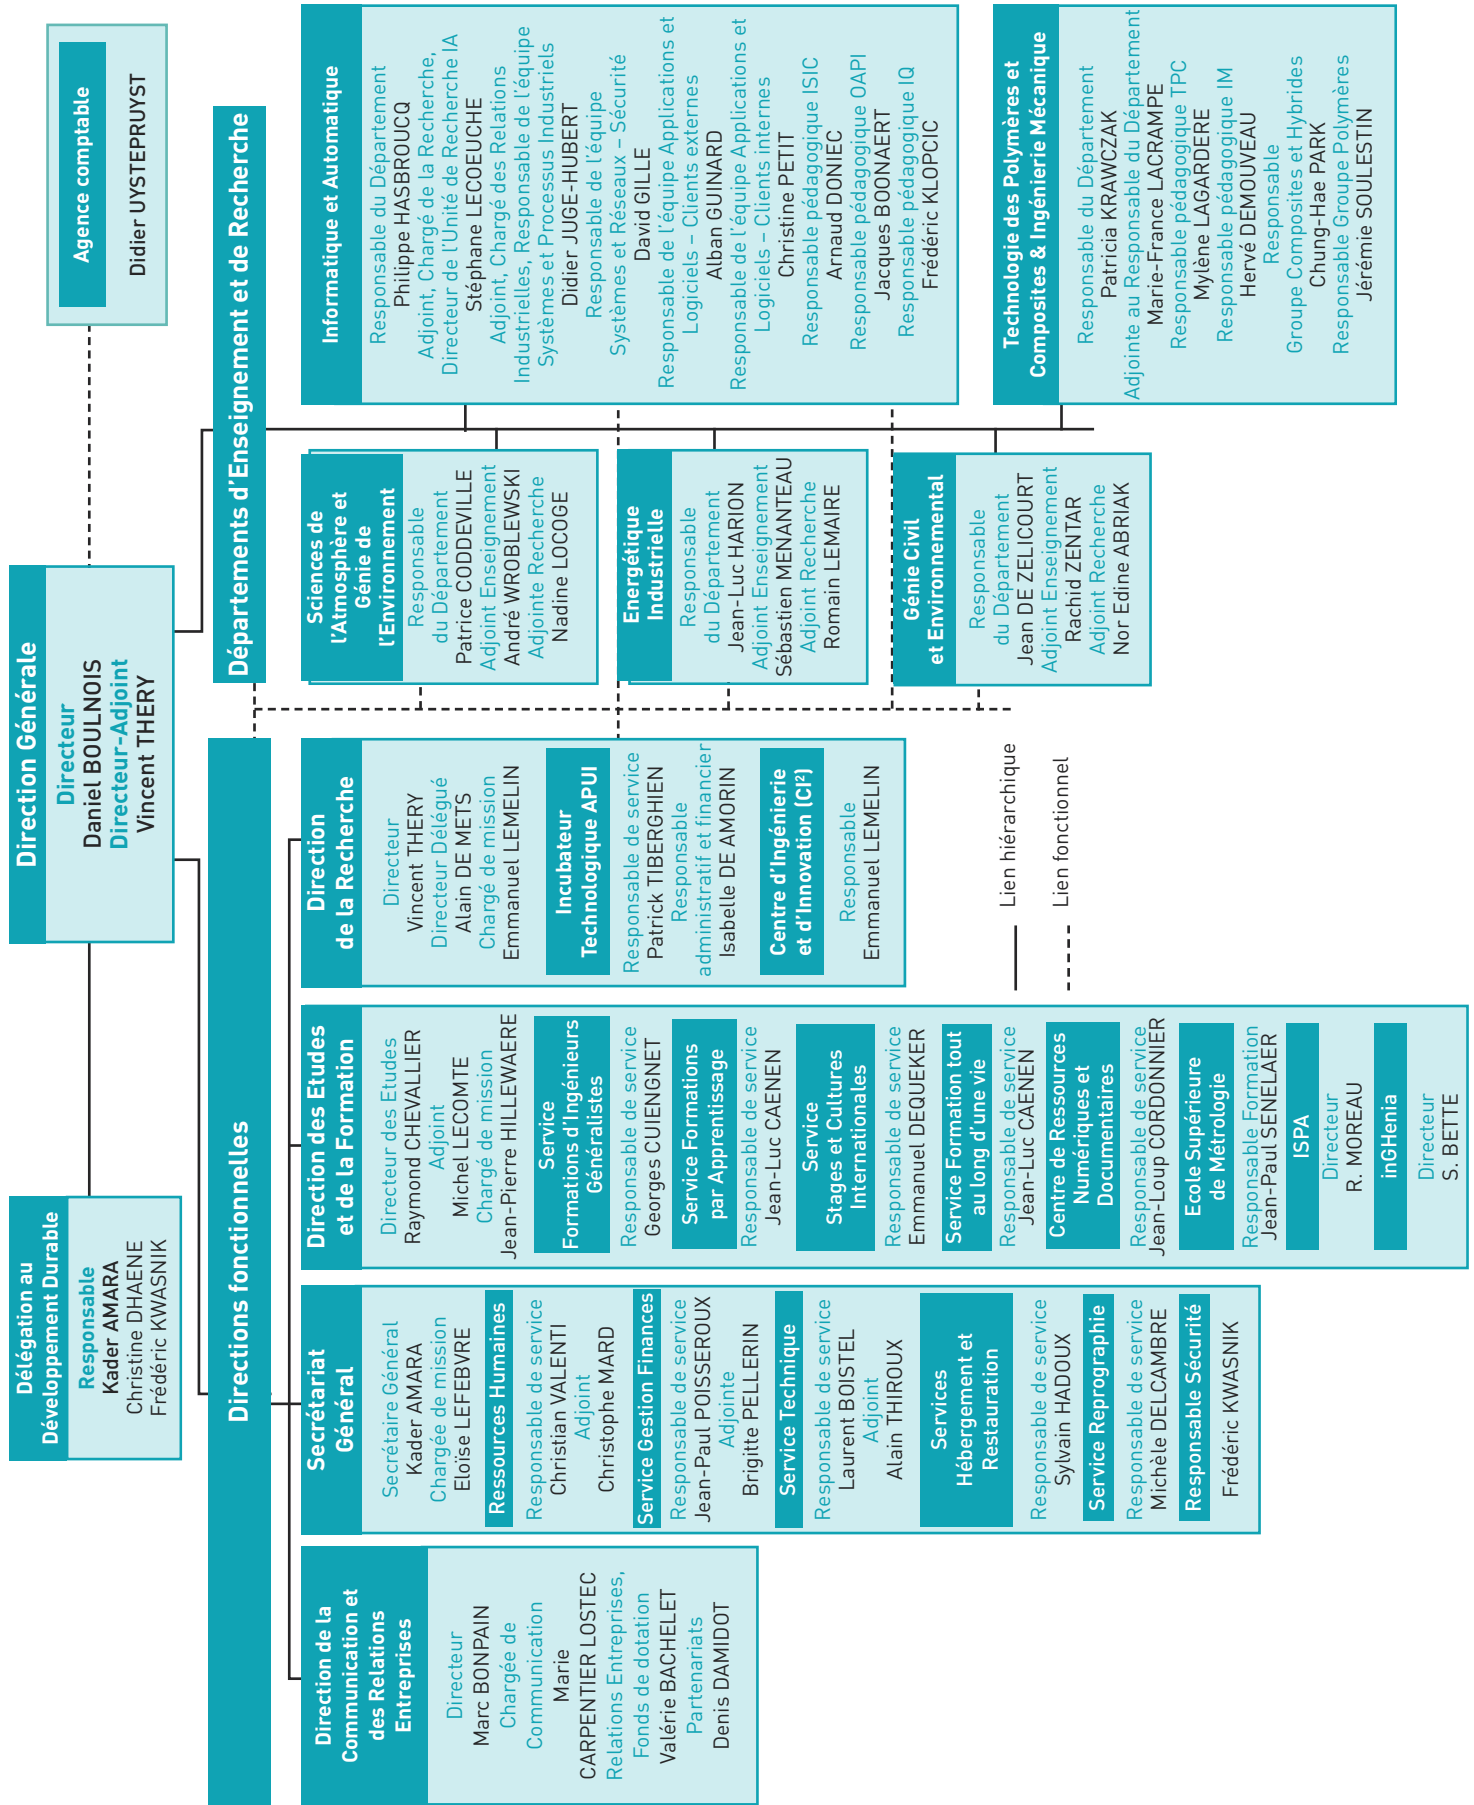 Direction Générale
Directeur
Daniel BOULNOIS
Directeur-Adjoint
Vincent THERY
Délégation au
Développement Durable
Responsable
Kader AMARA
Christine DHAENE
Frédéric KWASNIK
Agence comptable
Didier UYSTEPRUYST
Directions fonctionnelles
Direction de la
Communication et
des Relations
Entreprises
Directeur
Marc BONPAIN
Chargée de
Communication
Marie
CARPENTIER LOSTEC
Relations Entreprises,
Fonds de dotation
Valérie BACHELET
Partenariats
Denis DAMIDOT
Secrétariat
Général
Secrétaire Général
Kader AMARA
Chargée de mission
Eloïse LEFEBVRE
Ressources Humaines
Responsable de service
Christian VALENTI
Adjoint
Christophe MARD
Service Gestion Finances
Responsable de service
Jean-Paul POISSEROUX
Adjointe
Brigitte PELLERIN
Service Technique
Responsable de service
Laurent BOISTEL
Adjoint
Alain THIROUX
Services
Hébergement et
Restauration
Responsable de service
Sylvain HADOUX
Service Reprographie
Responsable de service
Michèle DELCAMBRE
Responsable Sécurité
Frédéric KWASNIK
Direction des Etudes
et de la Formation
Directeur des Etudes
Raymond CHEVALLIER
Adjoint
Michel LECOMTE
Chargé de mission
Jean-Pierre HILLEWAERE
Service
Formations d'Ingénieurs
Généralistes
Responsable de service
Georges CUIENGNET
Service Formations
par Apprentissage
Responsable de service
Jean-Luc CAENEN
Service
Stages et Cultures
Internationales
Responsable de service
Emmanuel DEQUEKER
Service Formation tout
au long d'une vie
Responsable de service
Jean-Luc CAENEN
Centre de Ressources
Numériques et
Documentaires
Responsable de service
Jean-Loup CORDONNIER
Ecole Supérieure
de Métrologie
Responsable Formation
Jean-Paul SENELAER
ISPA
Directeur
R. MOREAU
inGHenia
Directeur
S. BETTE
Direction
de la Recherche
Directeur
Vincent THERY
Directeur Délégué
Alain DE METS
Chargé de mission
Emmanuel LEMELIN
Incubateur
Technologique APUI
Responsable de service
Patrick TIBERGHIEN
Responsable
administratif et financier
Isabelle DE AMORIN
Centre d'Ingénierie
et d'Innovation (CI²)
Responsable
Emmanuel LEMELIN
Lien hiérarchique
Lien fonctionnel
Départements d'Enseignement et de Recherche
Sciences de
l'Atmosphère et
Génie de
l'Environnement
Responsable
du Département
Patrice CODDEVILLE
Adjoint Enseignement
André WROBLEWSKI
Adjointe Recherche
Nadine LOCOGE
Energétique
Industrielle
Responsable
du Département
Jean-Luc HARION
Adjoint Enseignement
Sébastien MENANTEAU
Adjoint Recherche
Romain LEMAIRE
Génie Civil
et Environnemental
Responsable
du Département
Jean DE ZELICOURT
Adjoint Enseignement
Rachid ZENTAR
Adjoint Recherche
Nor Edine ABRIAK
Informatique et Automatique
Responsable du Département
Philippe HASBROUCQ
Adjoint, Chargé de la Recherche,
Directeur de l'Unité de Recherche IA
Stéphane LECOEUCHE
Adjoint, Chargé des Relations
Industrielles, Responsable de l'équipe
Systèmes et Processus Industriels
Didier JUGE-HUBERT
Responsable de l'équipe
Systèmes et Réseaux – Sécurité
David GILLE
Responsable de l'équipe Applications et
Logiciels – Clients externes
Alban GUINARD
Responsable de l'équipe Applications et
Logiciels – Clients internes
Christine PETIT
Responsable pédagogique ISIC
Arnaud DONIEC
Responsable pédagogique OAPI
Jacques BOONAERT
Responsable pédagogique IQ
Frédéric KLOPCIC
Technologie des Polymères et
Composites & Ingénierie Mécanique
Responsable du Département
Patricia KRAWCZAK
Adjointe au Responsable du Département
Marie-France LACRAMPE
Responsable pédagogique TPC
Mylène LAGARDERE
Responsable pédagogique IM
Hervé DEMOUVEAU
Responsable
Groupe Composites et Hybrides
Chung-Hae PARK
Responsable Groupe Polymères
Jérémie SOULESTIN